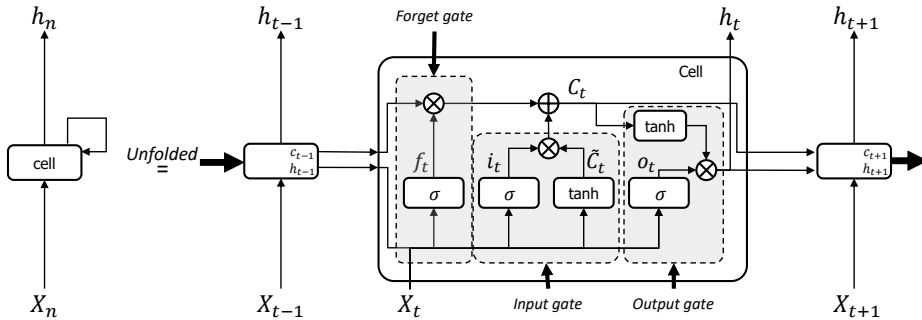 h_n
h_{t−1}
Forget gate
h_t
h_{t+1}
Cell
C_t
tanh
cell
Unfolded
=
c_{t−1}
h_{t−1}
f_t
i_t
C̃_t
o_t
c_{t+1}
h_{t+1}
σ
σ
tanh
σ
X_n
X_{t−1}
X_t
Input gate
Output gate
X_{t+1}